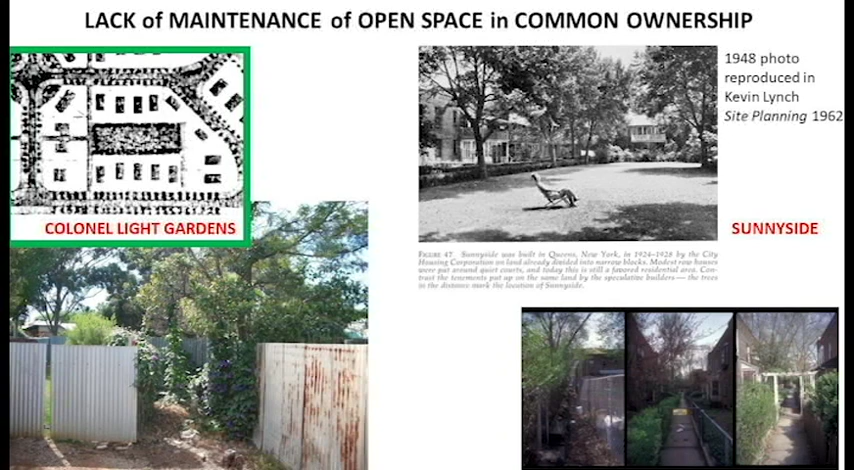 LACK of MAINTENANCE of OPEN SPACE in COMMON OWNERSHIP
1948 photo
reproduced in
Kevin Lynch
Site Planning 1962
COLONEL LIGHT GARDENS
SUNNYSIDE
FIGURE 47 Sunnyside was built in Queens, New York, in 1924–1928 by the City
Housing Corporation on land already divided into narrow blocks. Modest row houses
were put around quiet courts, and today this is still a favored residential area. Con-
trast the tenements put up on the same land by the speculative builders — the trees
in the distance mark the location of Sunnyside.